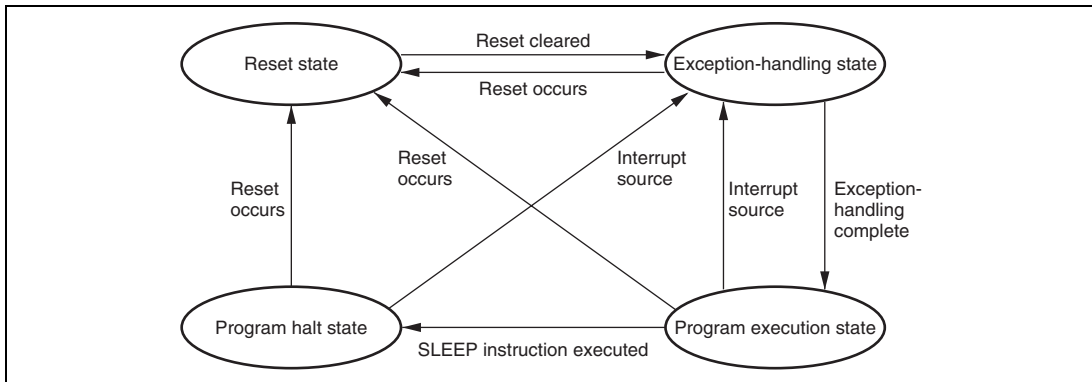 Reset cleared
Reset state
Exception-handling state
Reset occurs
Reset
occurs
Interrupt
source
Reset
occurs
Interrupt
source
Exception-
handling
complete
Program halt state
Program execution state
SLEEP instruction executed